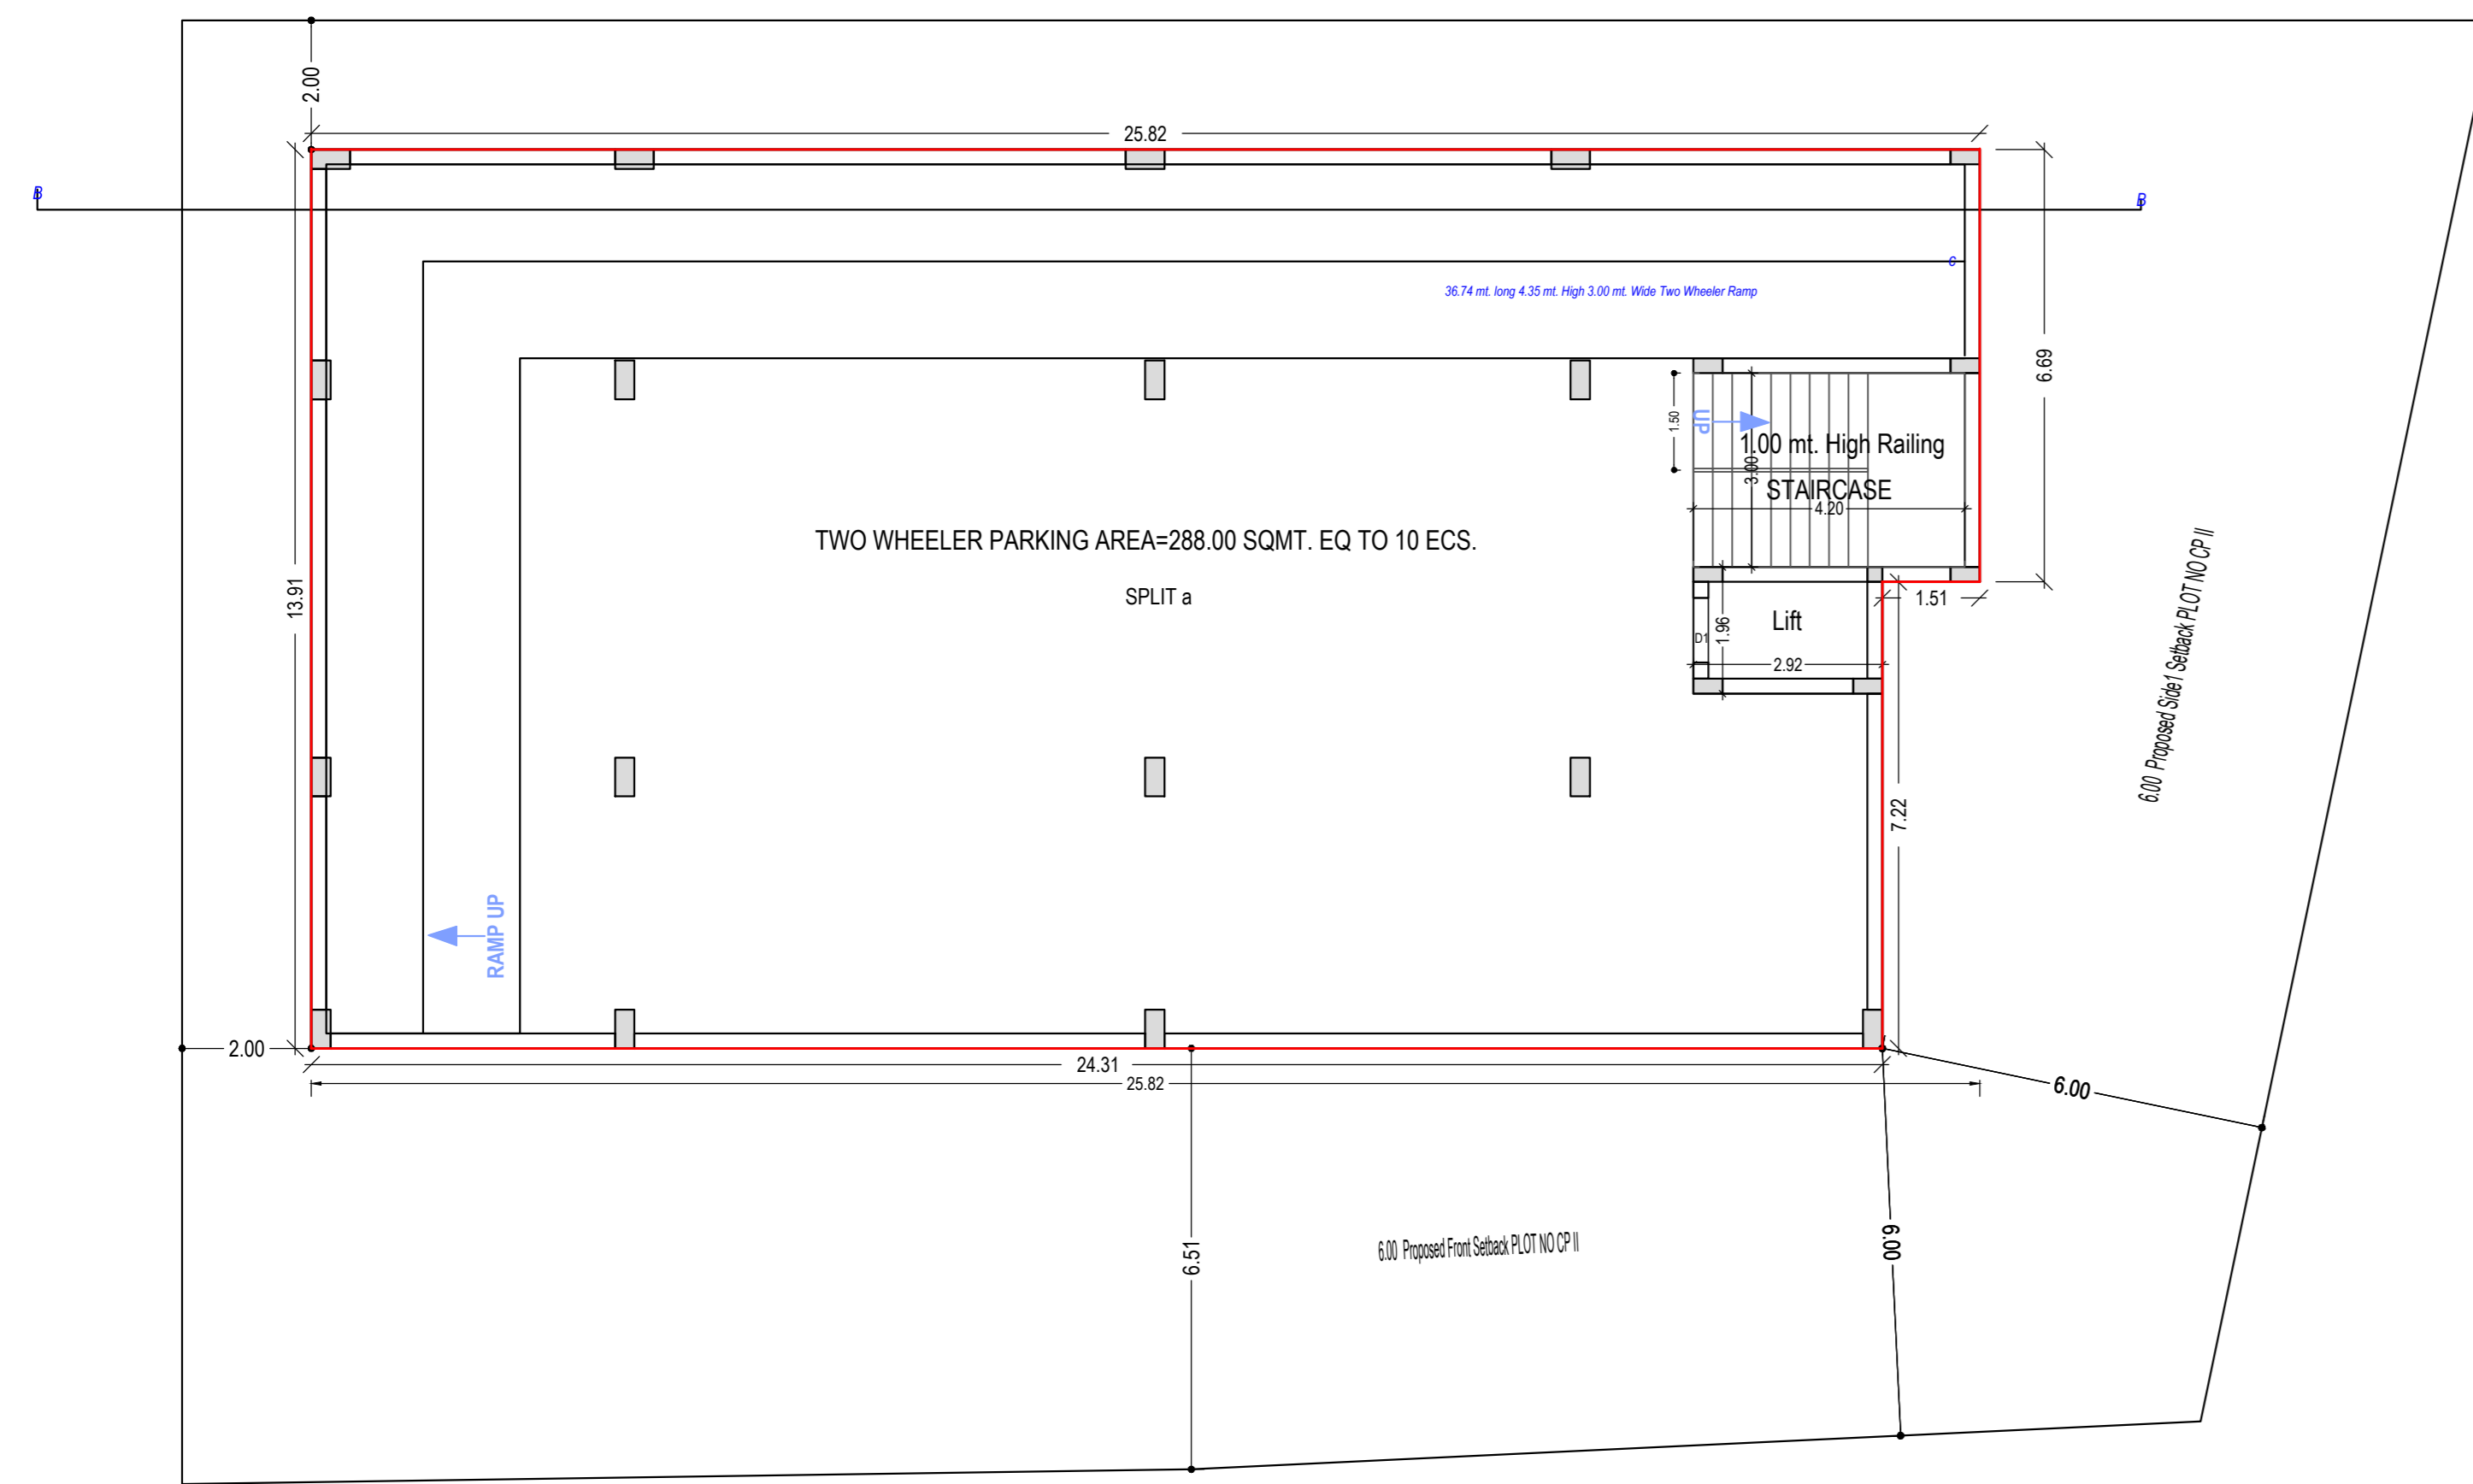 2.00
25.82
B
B
6
36.74 mt. long 4.35 mt. High 3.00 mt. Wide Two Wheeler Ramp
6.69
1.50
UP
1.00 mt. High Railing
3.00
STAIRCASE
4.20
TWO WHEELER PARKING AREA=288.00 SQMT. EQ TO 10 ECS.
SPLIT a
13.91
1.51
Lift
D1
1.96
2.92
6.00 Proposed Side1 Setback PLOT NO CP II
7.22
RAMP UP
2.00
24.31
25.82
6.00
6.51
6.00 Proposed Front Setback PLOT NO CP II
6.00